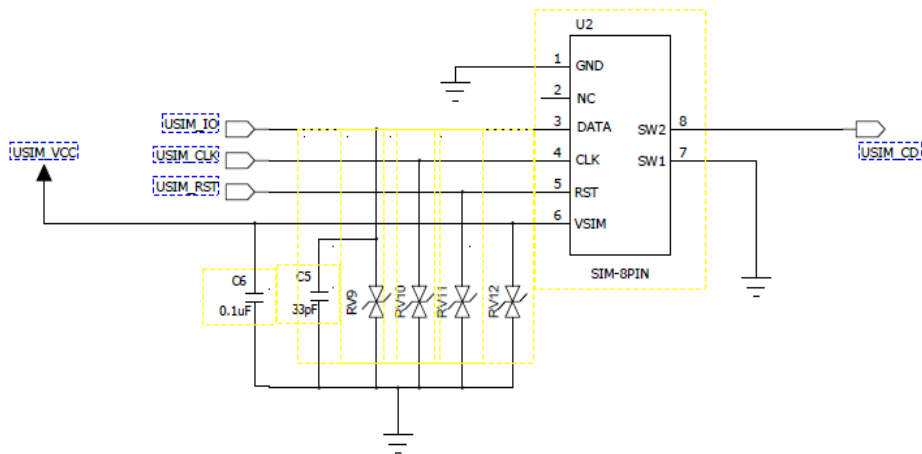 U2
1 GND
2 NC
USIM_IO 3 DATA SW2 8
USIM_VCC USIM_CLK 4 CLK SW1 7 USIM_CD
USIM_RST 5 RST
6 VSIM
SIM-8PIN
C6
0.1uF
C5
33pF
RV9
RV10
RV11
RV12